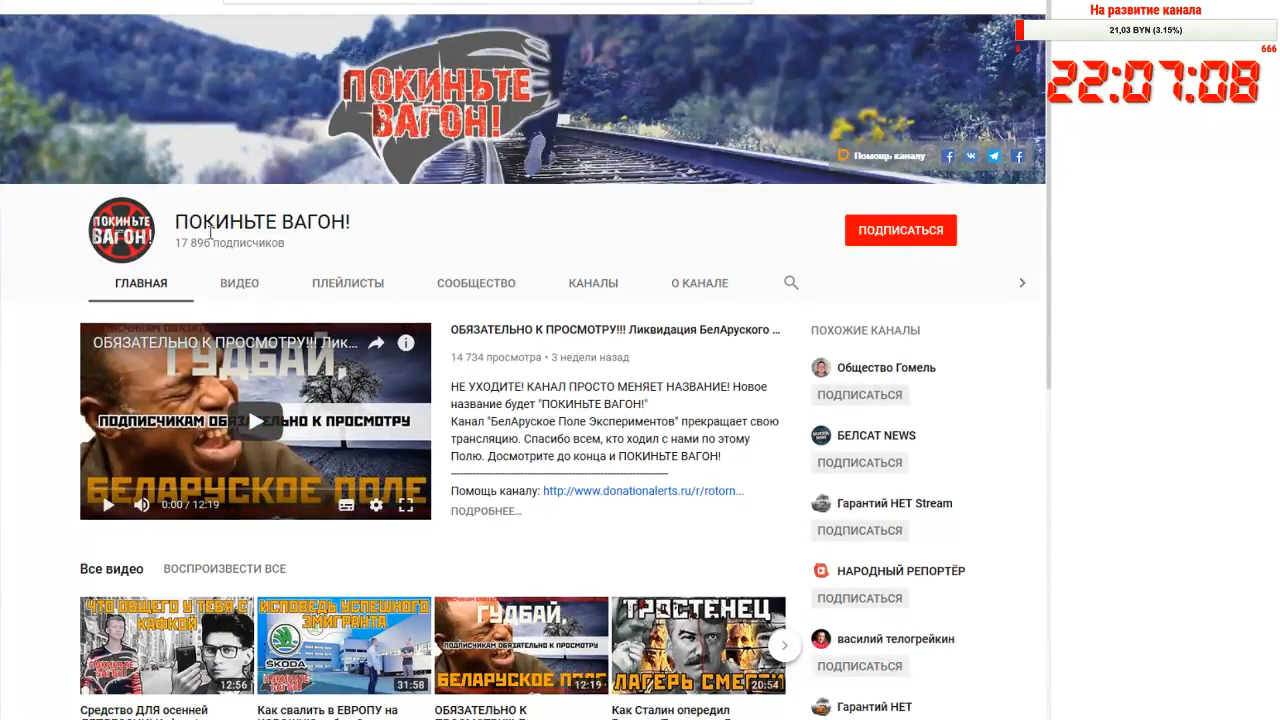 На развитие канала
21,03 BYN (3.15%)
666
22:07:08
ПОКИНЬТЕ
ВАГОН!
Помощь каналу
ПОКИНЬТЕ
ВАГОН!
ПОКИНЬТЕ ВАГОН!
17 896 подписчиков
ПОДПИСАТЬСЯ
ГЛАВНАЯ
ВИДЕО
ПЛЕЙЛИСТЫ
СООБЩЕСТВО
КАНАЛЫ
О КАНАЛЕ
ОБЯЗАТЕЛЬНО К ПРОСМОТРУ!!! Лик...
ГУДБАЙ,
ПОДПИСЧИКАМ ОБЯЗАТЕЛЬНО К ПРОСМОТРУ
БЕЛАРУСКОЕ ПОЛЕ
0:00 / 12:19
ОБЯЗАТЕЛЬНО К ПРОСМОТРУ!!! Ликвидация БелАруского ...
14 734 просмотра • 3 недели назад
НЕ УХОДИТЕ! КАНАЛ ПРОСТО МЕНЯЕТ НАЗВАНИЕ! Новое
название будет "ПОКИНЬТЕ ВАГОН!"
Канал "БелАруское Поле Экспериментов" прекращает свою
трансляцию. Спасибо всем, кто ходил с нами по этому
Полю. Досмотрите до конца и ПОКИНЬТЕ ВАГОН!
Помощь каналу: http://www.donationalerts.ru/r/rotorn...
ПОДРОБНЕЕ...
ПОХОЖИЕ КАНАЛЫ
Общество Гомель
ПОДПИСАТЬСЯ
БЕЛСАТ NEWS
ПОДПИСАТЬСЯ
Гарантий НЕТ Stream
ПОДПИСАТЬСЯ
НАРОДНЫЙ РЕПОРТЁР
ПОДПИСАТЬСЯ
василий телогрейкин
ПОДПИСАТЬСЯ
Гарантий НЕТ
Все видео
ВОСПРОИЗВЕСТИ ВСЕ
ЧТО ОБЩЕГО У ТЕБЯ С
КАФКОЙ
ПОКИНЬТЕ
ВАГОН!
12:56
Средство ДЛЯ осенней
ИСПОВЕДЬ УСПЕШНОГО
ЭМИГРАНТА
SKODA
ПОКИНЬТЕ
ВАГОН!
31:58
Как свалить в ЕВРОПУ на
ГУДБАЙ,
ПОДПИСЧИКАМ ОБЯЗАТЕЛЬНО К ПРОСМОТРУ
БЕЛАРУСКОЕ ПОЛЕ
12:19
ОБЯЗАТЕЛЬНО К
ТРОСТЕНЕЦ
ЛАГЕРЬ СМЕРТИ
20:54
Как Сталин опередил